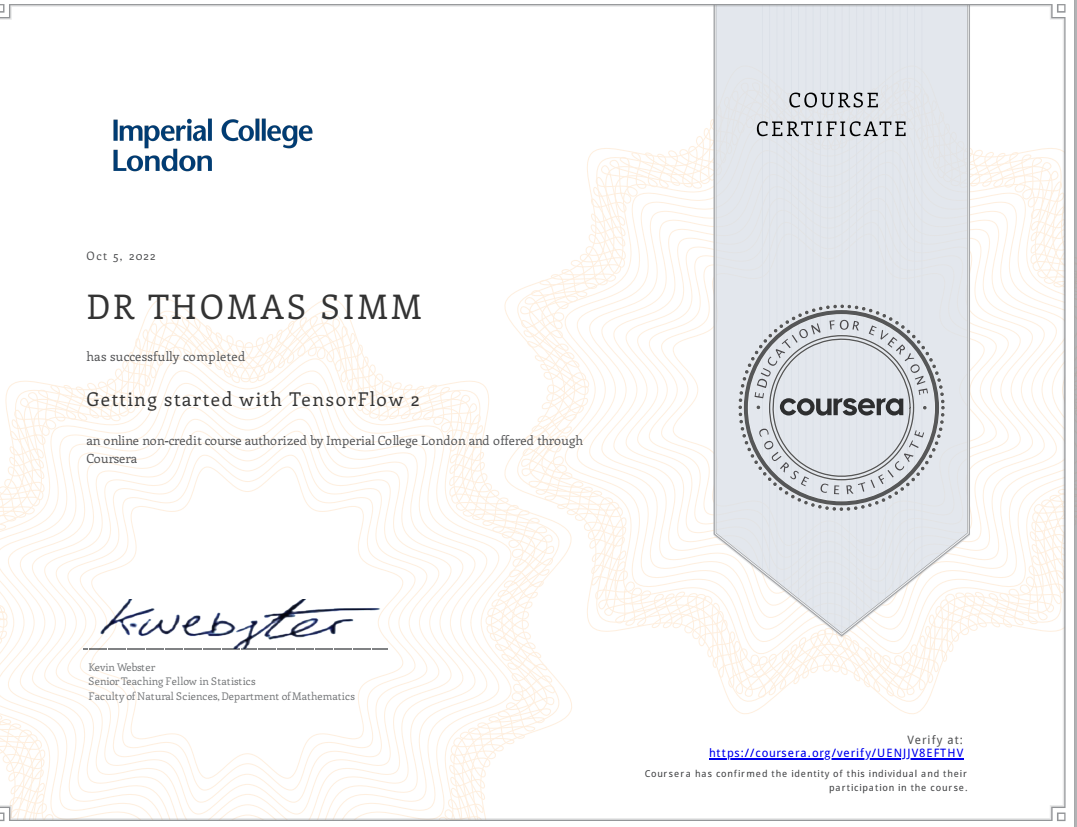 COURSE
CERTIFICATE
Imperial College
London
Oct 5, 2022
DR THOMAS SIMM
has successfully completed
Getting started with TensorFlow 2
an online non-credit course authorized by Imperial College London and offered through
Coursera
EDUCATION FOR EVERYONE
coursera
COURSE CERTIFICATE
K.webster
Kevin Webster
Senior Teaching Fellow in Statistics
Faculty of Natural Sciences, Department of Mathematics
Verify at:
https://coursera.org/verify/UENJJV8EFTHV
Coursera has confirmed the identity of this individual and their
participation in the course.